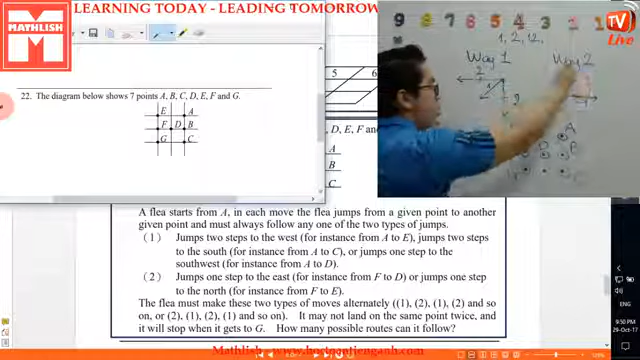 MATHLISH
LEARNING TODAY - LEADING TOMORROW
9 8 7 6 5 4 3 2 1
TV
Live
1, 2, 12,
Way 1
Way 2
2
A
B
D
5 6
22. The diagram below shows 7 points A, B, C, D, E, F and G.
E A
F D B
G C
, D, E, F and
A
B
C
A flea starts from A, in each move the flea jumps from a given point to another
given point and must always follow any one of the two types of jumps.
(1) Jumps two steps to the west (for instance from A to E), jumps two steps
to the south (for instance from A to C), or jumps one step to the
southwest (for instance from A to D).
(2) Jumps one step to the east (for instance from F to D) or jumps one step
to the north (for instance from F to E).
The flea must make these two types of moves alternately ((1), (2), (1), (2) and so
on, or (2), (1), (2), (1) and so on). It may not land on the same point twice, and
it will stop when it gets to G. How many possible routes can it follow?
Mathlish - www.hoctoantienganh.com
9:50 PM